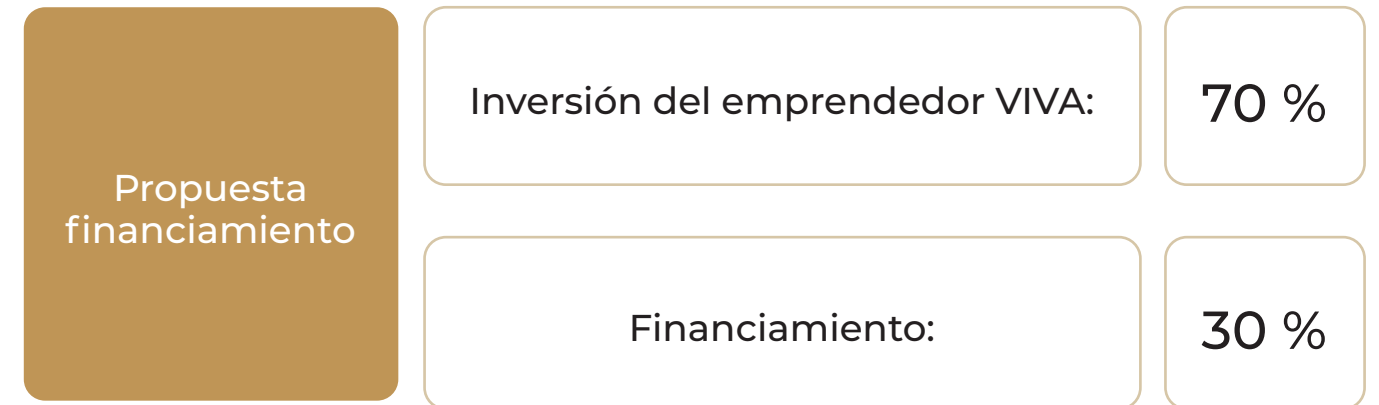 Propuesta
financiamiento
Inversión del emprendedor VIVA:
70 %
Financiamiento:
30 %